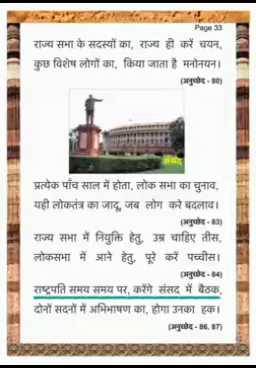 Page 33
राज्य सभा के सदस्यों का, राज्य ही करें चयन,
कुछ विशेष लोगों का, किया जाता है मनोनयन।
(अनुच्छेद - 80)
संसद
प्रत्येक पाँच साल में होता, लोक सभा का चुनाव,
यही लोकतंत्र का जादू, जब लोग करे बदलाव।
(अनुच्छेद - 83)
राज्य सभा में नियुक्ति हेतु, उम्र चाहिए तीस,
लोकसभा में आने हेतु, पूरे करें पच्चीस।
(अनुच्छेद - 84)
राष्ट्रपति समय समय पर, करेंगे संसद में बैठक,
दोनों सदनों में अभिभाषण का, होगा उनका हक।
(अनुच्छेद - 86, 87)